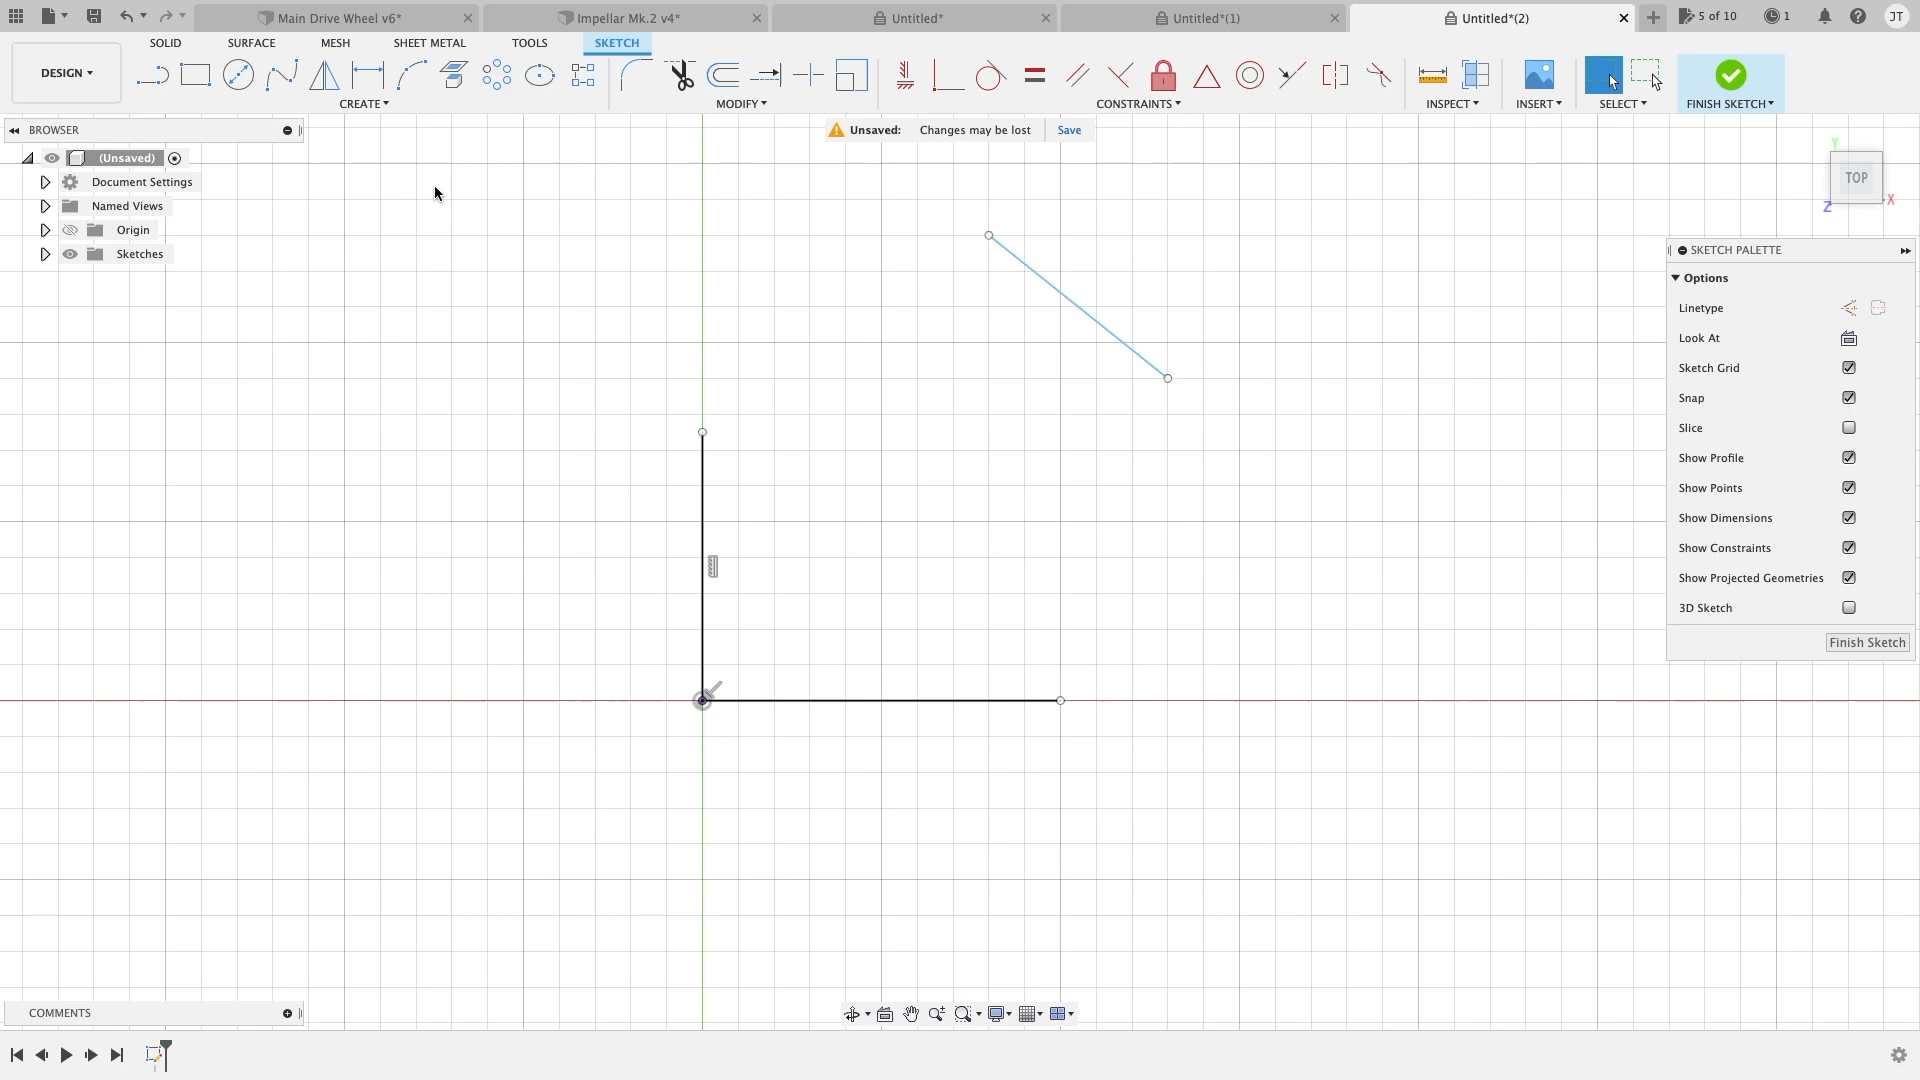 Main Drive Wheel v6*
Impellar Mk.2 v4*
Untitled*
Untitled*(1)
Untitled*(2)
5 of 10
1
JT
DESIGN
SOLID
SURFACE
MESH
SHEET METAL
TOOLS
SKETCH
CREATE
MODIFY
CONSTRAINTS
INSPECT
INSERT
SELECT
FINISH SKETCH
BROWSER
Unsaved: Changes may be lost Save
(Unsaved)
Document Settings
Named Views
Origin
Sketches
Y
TOP
X
Z
SKETCH PALETTE
Options
Linetype
Look At
Sketch Grid
Snap
Slice
Show Profile
Show Points
Show Dimensions
Show Constraints
Show Projected Geometries
3D Sketch
Finish Sketch
COMMENTS